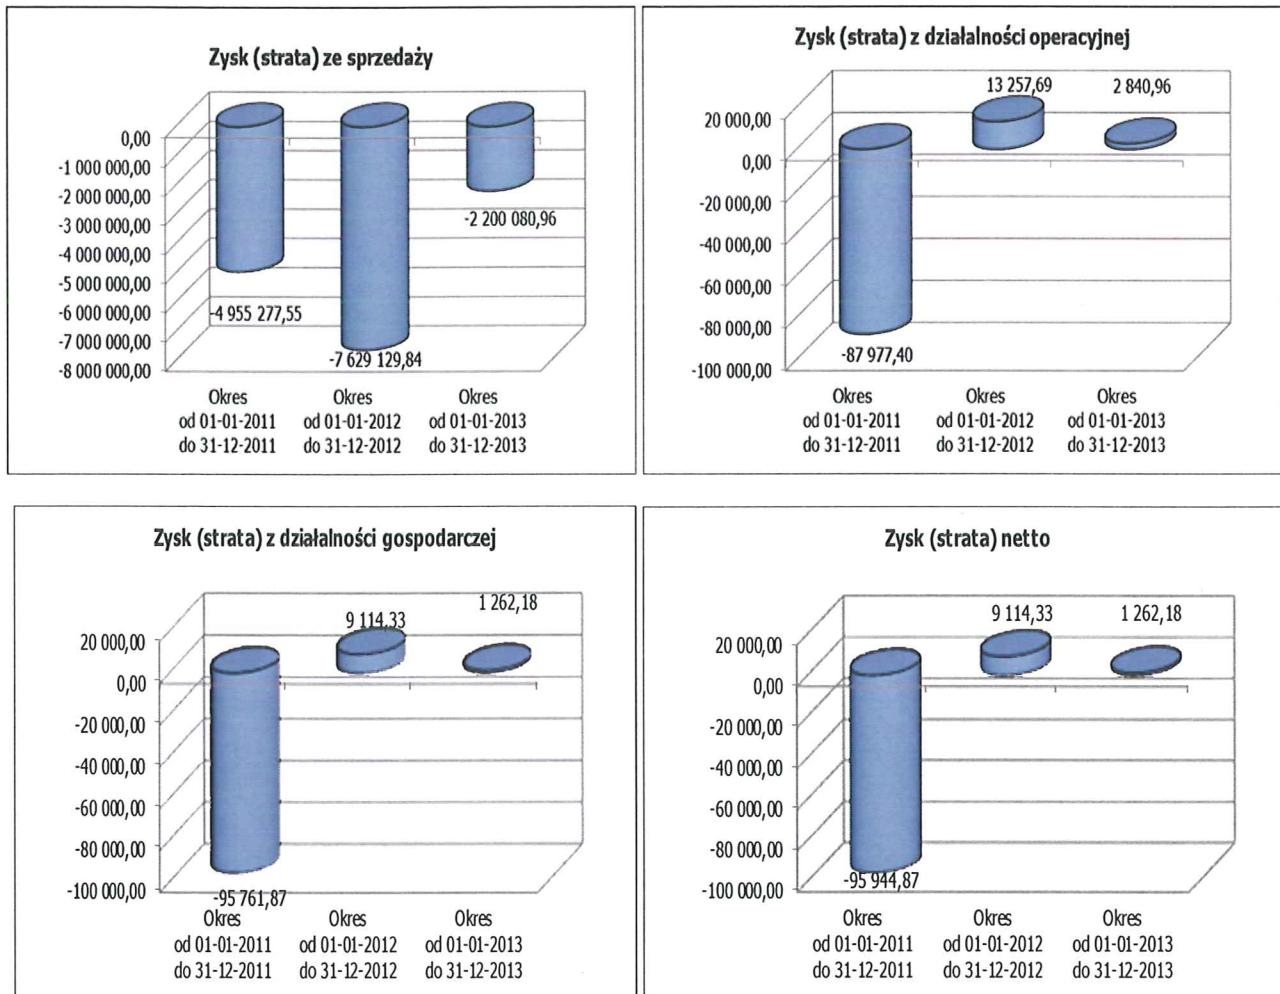 Zysk (strata) ze sprzedaży
0,00
-1 000 000,00
-2 000 000,00
-3 000 000,00
-4 000 000,00
-5 000 000,00
-6 000 000,00
-7 000 000,00
-8 000 000,00
-4 955 277,55
-7 629 129,84
-2 200 080,96
Okres Okres Okres
od 01-01-2011 od 01-01-2012 od 01-01-2013
do 31-12-2011 do 31-12-2012 do 31-12-2013
Zysk (strata) z działalności operacyjnej
20 000,00
0,00
-20 000,00
-40 000,00
-60 000,00
-80 000,00
-100 000,00
-87 977,40
13 257,69
2 840,96
Okres Okres Okres
od 01-01-2011 od 01-01-2012 od 01-01-2013
do 31-12-2011 do 31-12-2012 do 31-12-2013
Zysk (strata) z działalności gospodarczej
20 000,00
0,00
-20 000,00
-40 000,00
-60 000,00
-80 000,00
-100 000,00
-95 761,87
9 114,33
1 262,18
Okres Okres Okres
od 01-01-2011 od 01-01-2012 od 01-01-2013
do 31-12-2011 do 31-12-2012 do 31-12-2013
Zysk (strata) netto
20 000,00
0,00
-20 000,00
-40 000,00
-60 000,00
-80 000,00
-100 000,00
-95 944,87
9 114,33
1 262,18
Okres Okres Okres
od 01-01-2011 od 01-01-2012 od 01-01-2013
do 31-12-2011 do 31-12-2012 do 31-12-2013